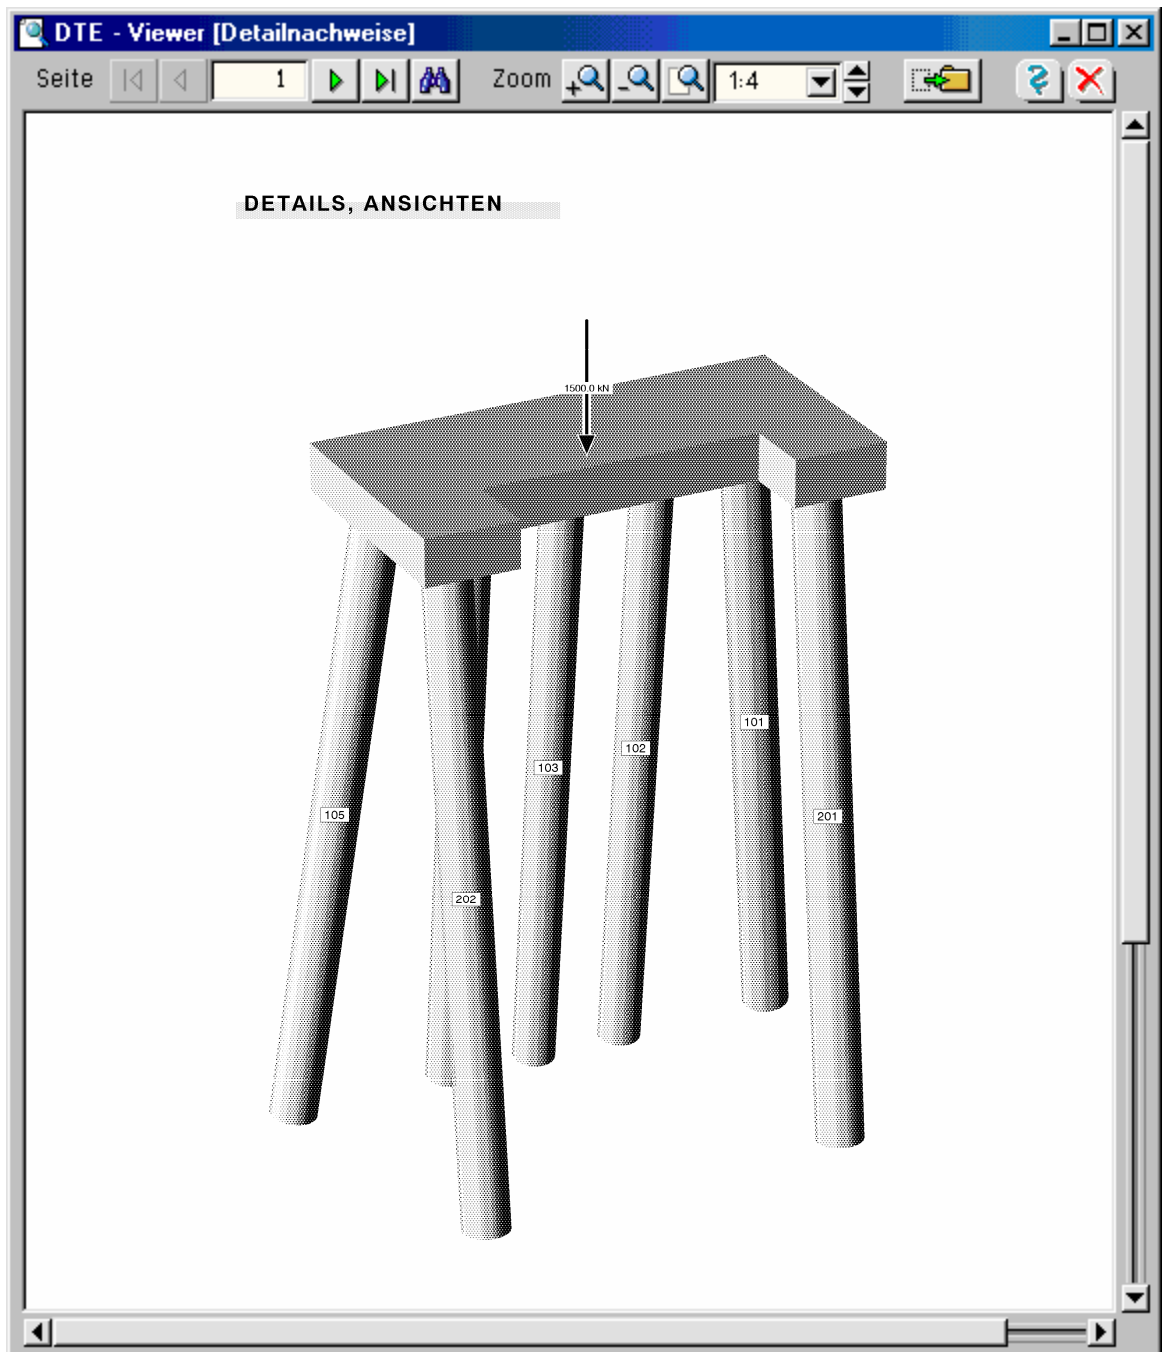 DTE - Viewer [Detailnachweise]
Seite 1 Zoom 1:4
DETAILS, ANSICHTEN
1500.0 kN
101
102
103
105
201
202